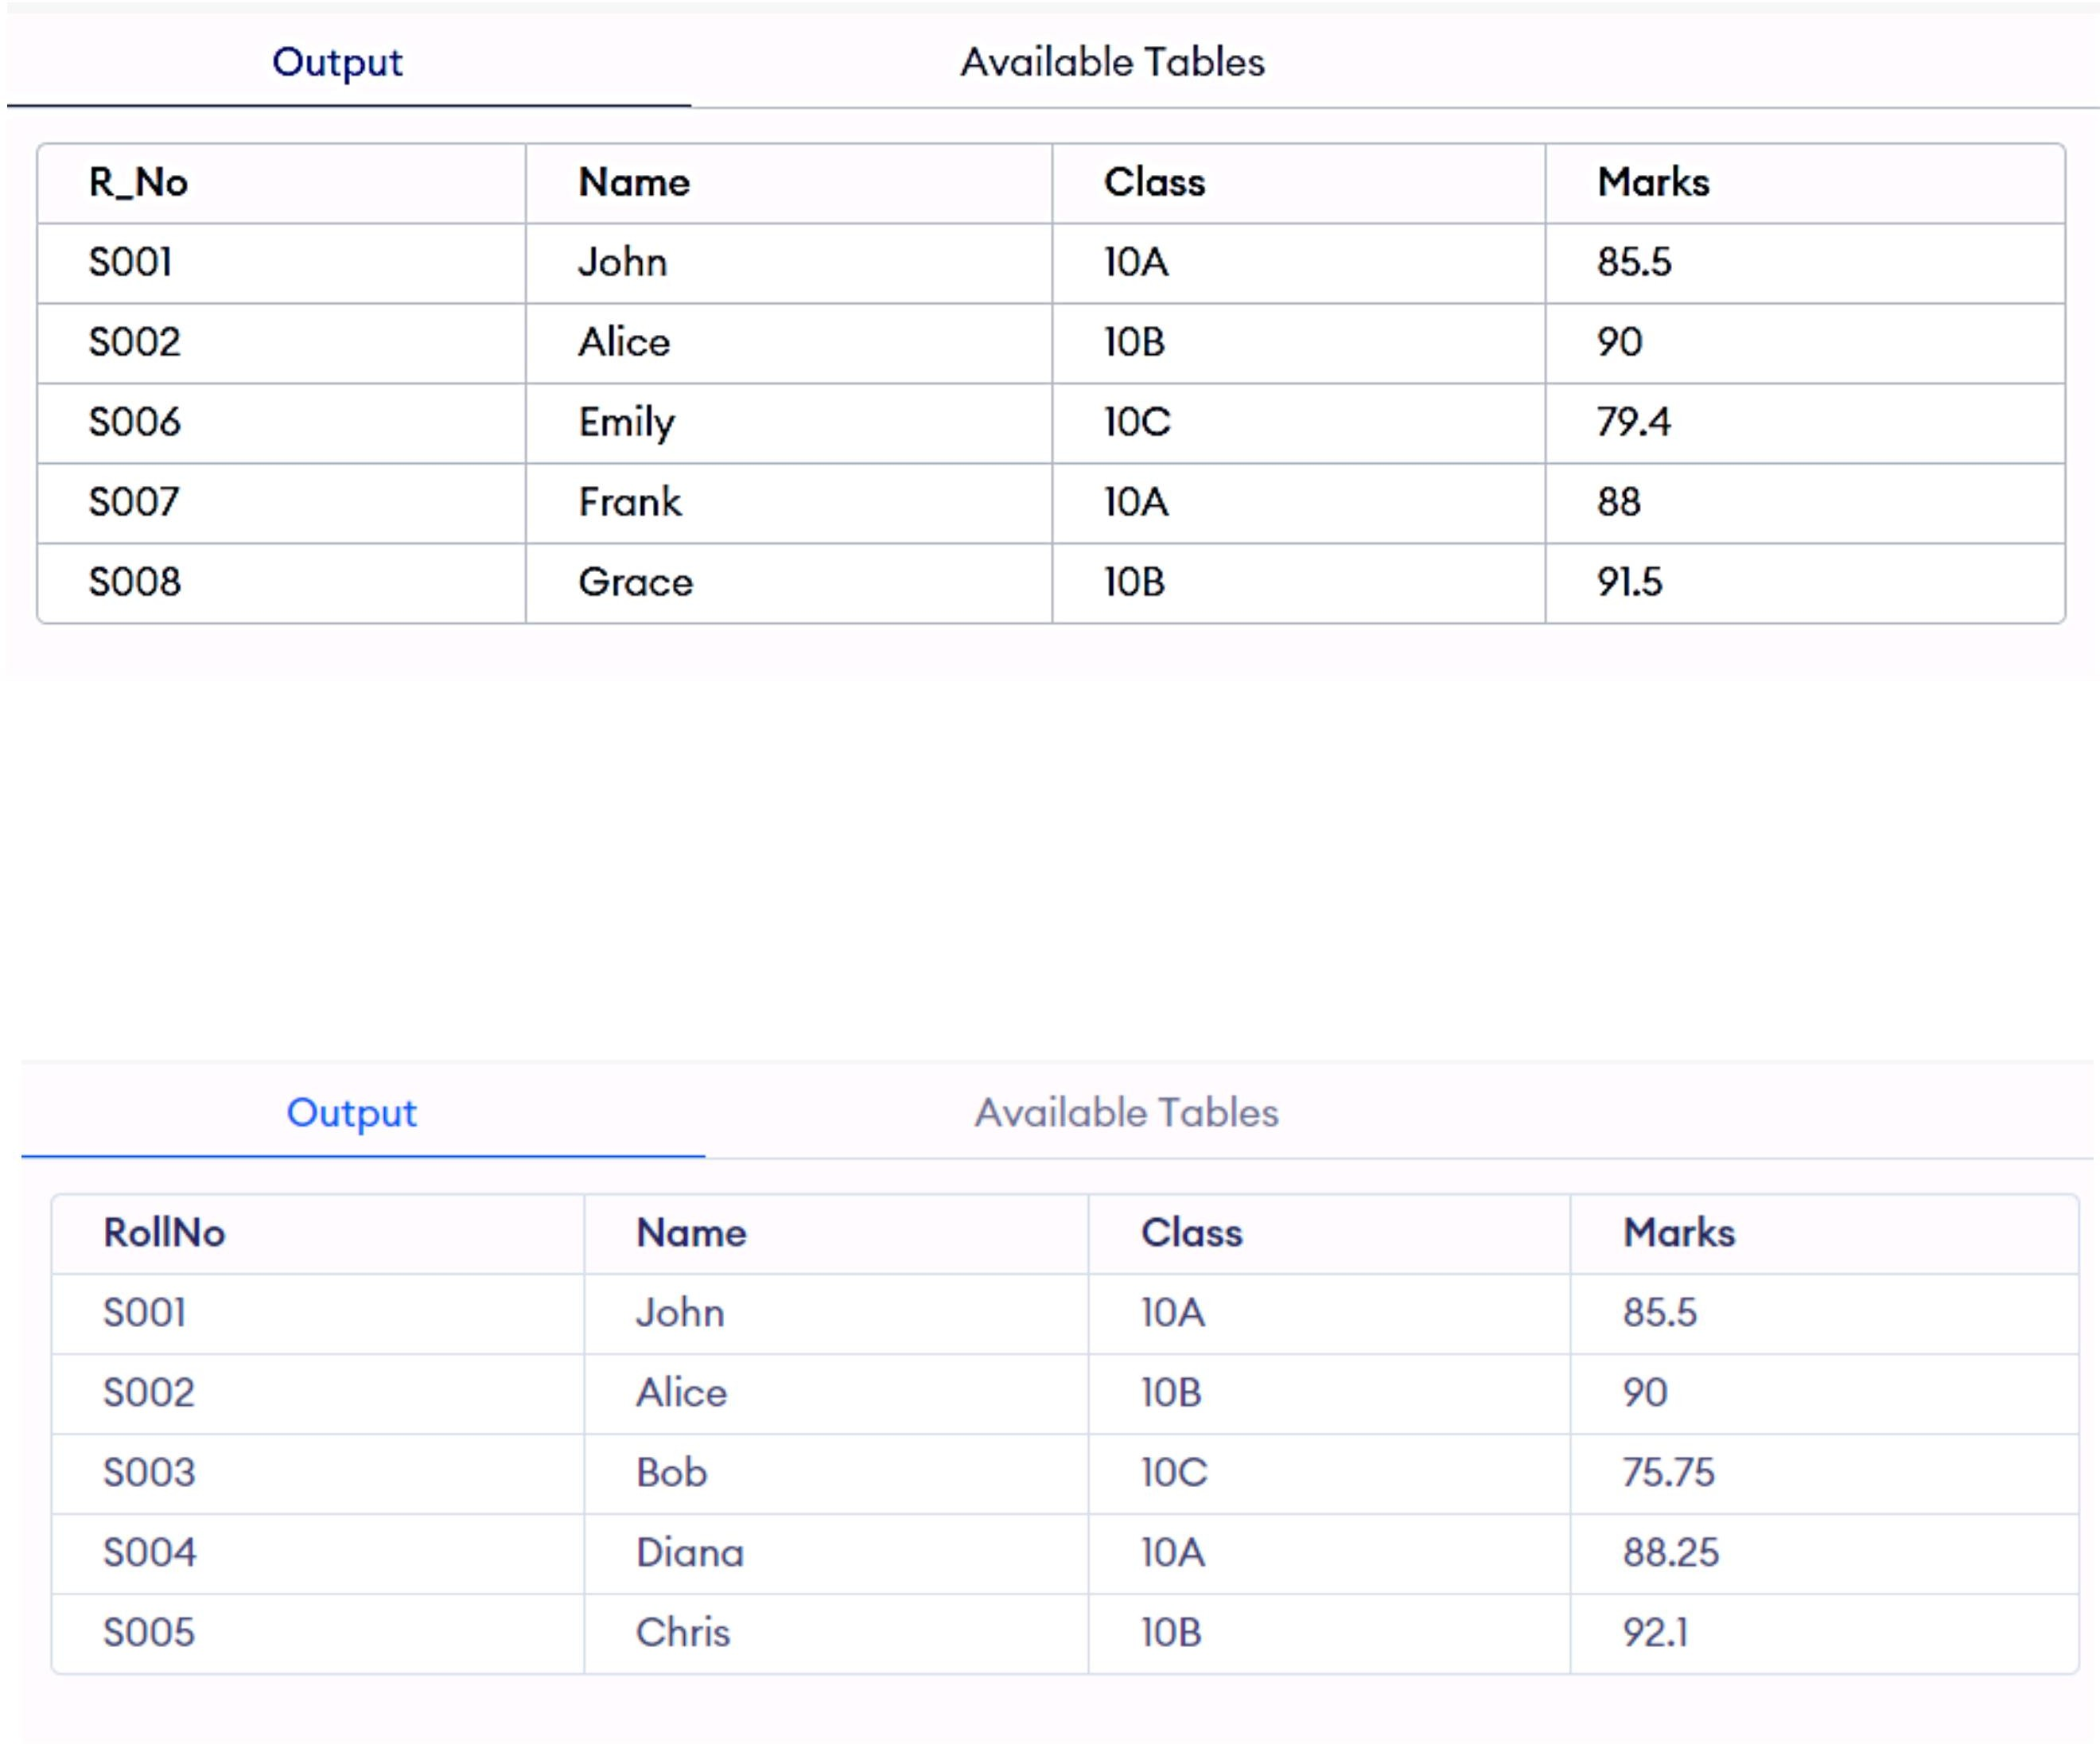 Output Available Tables
R_No Name Class Marks
S001 John 10A 85.5
S002 Alice 10B 90
S006 Emily 10C 79.4
S007 Frank 10A 88
S008 Grace 10B 91.5
Output Available Tables
RollNo Name Class Marks
S001 John 10A 85.5
S002 Alice 10B 90
S003 Bob 10C 75.75
S004 Diana 10A 88.25
S005 Chris 10B 92.1